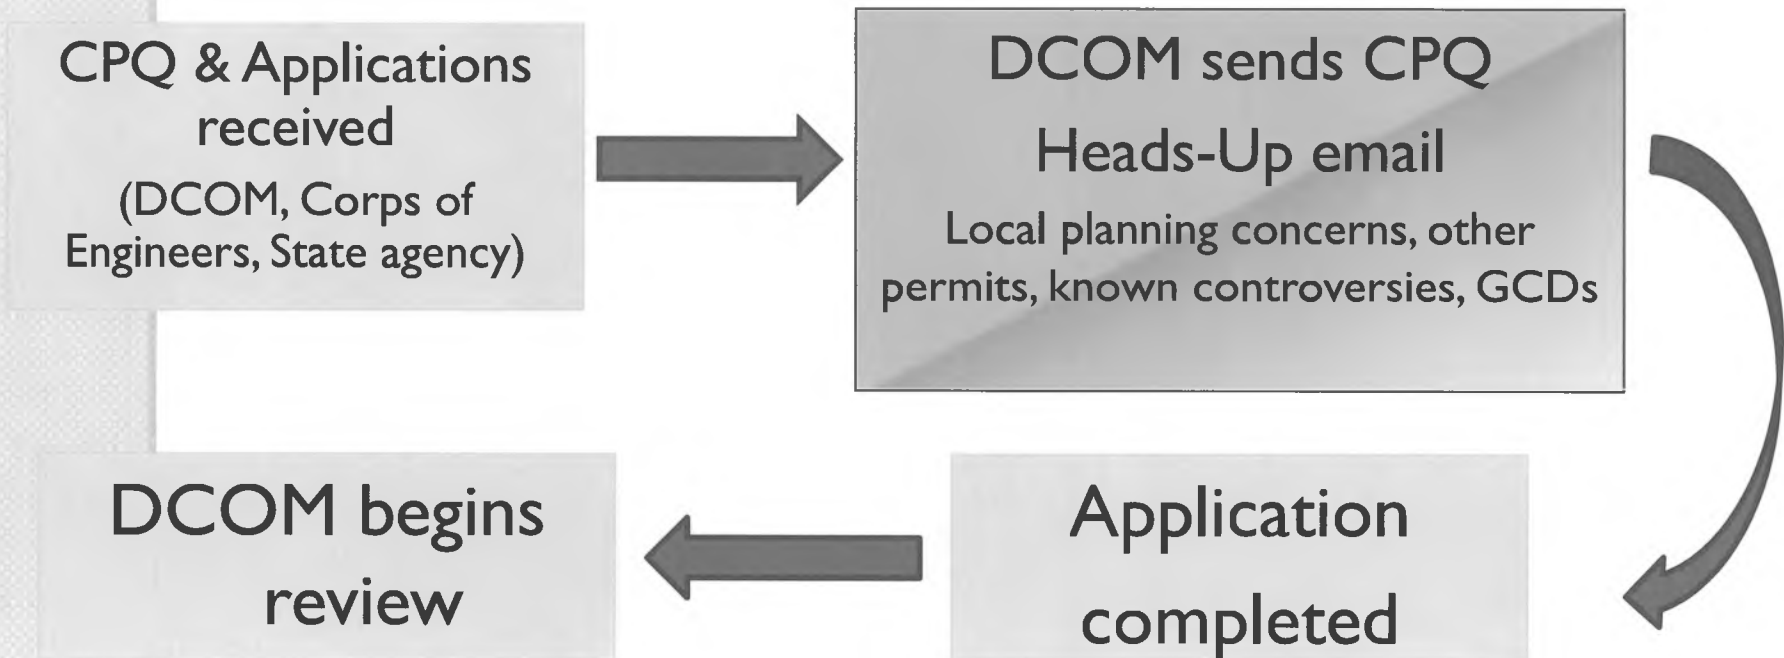 CPQ & Applications
received
(DCOM, Corps of
Engineers, State agency)
DCOM sends CPQ
Heads-Up email
Local planning concerns, other
permits, known controversies, GCDs
Application
completed
DCOM begins
review